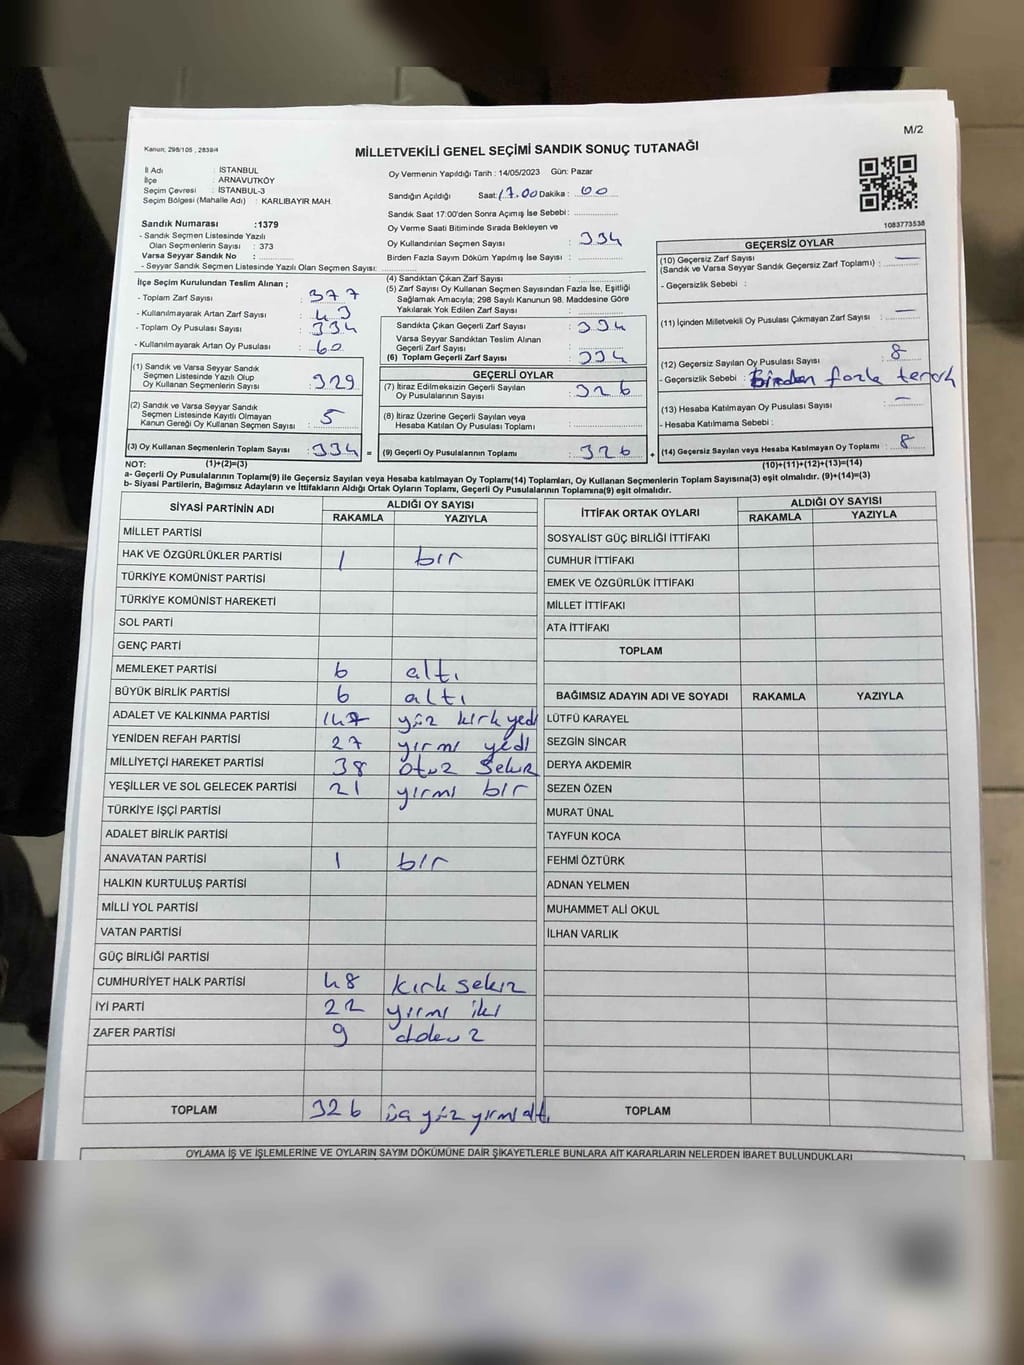 M/2
Kanun; 298/105 , 2839/4
MİLLETVEKİLİ GENEL SEÇİMİ SANDIK SONUÇ TUTANAĞI
İl Adı : İSTANBUL
İlçe : ARNAVUTKÖY
Seçim Çevresi : İSTANBUL-3
Seçim Bölgesi (Mahalle Adı) : KARLIBAYIR MAH.
Sandık Numarası :1379
- Sandık Seçmen Listesinde Yazılı
Olan Seçmenlerin Sayısı : 373
Varsa Seyyar Sandık No :
- Seyyar Sandık Seçmen Listesinde Yazılı Olan Seçmen Sayısı:
Oy Vermenin Yapıldığı Tarih : 14/05/2023 Gün: Pazar
Sandığın Açıldığı Saat: 17.00 Dakika : 00
Sandık Saat 17:00'den Sonra Açımış İse Sebebi :
Oy Verme Saati Bitiminde Sırada Bekleyen ve
Oy Kullandırılan Seçmen Sayısı : 334
Birden Fazla Sayım Döküm Yapılmış İse Sayısı :
1083773538
İlçe Seçim Kurulundan Teslim Alınan ;
- Toplam Zarf Sayısı : 377
- Kullanılmayarak Artan Zarf Sayısı : 43
- Toplam Oy Pusulası Sayısı : 334
- Kullanılmayarak Artan Oy Pusulası : 60
(1) Sandık ve Varsa Seyyar Sandık
Seçmen Listesinde Yazılı Olup
Oy Kullanan Seçmenlerin Sayısı : 329
(2) Sandık ve Varsa Seyyar Sandık
Seçmen Listesinde Kayıtlı Olmayan
Kanun Gereği Oy Kullanan Seçmen Sayısı : 5
(3) Oy Kullanan Seçmenlerin Toplam Sayısı : 334
(4) Sandıktan Çıkan Zarf Sayısı :
(5) Zarf Sayısı Oy Kullanan Seçmen Sayısından Fazla İse, Eşitliği
Sağlamak Amacıyla; 298 Sayılı Kanunun 98. Maddesine Göre
Yakılarak Yok Edilen Zarf Sayısı :
Sandıkta Çıkan Geçerli Zarf Sayısı : 334
Varsa Seyyar Sandıktan Teslim Alınan
Geçerli Zarf Sayısı :
(6) Toplam Geçerli Zarf Sayısı : 334
GEÇERLİ OYLAR
(7) İtiraz Edilmeksizin Geçerli Sayılan
Oy Pusulalarının Sayısı : 326
(8) İtiraz Üzerine Geçerli Sayılan veya
Hesaba Katılan Oy Pusulası Toplamı :
= (9) Geçerli Oy Pusulalarının Toplamı : 326 +
GEÇERSİZ OYLAR
(10) Geçersiz Zarf Sayısı
(Sandık ve Varsa Seyyar Sandık Geçersiz Zarf Toplamı) : —
- Geçersizlik Sebebi :
(11) İçinden Milletvekili Oy Pusulası Çıkmayan Zarf Sayısı : —
(12) Geçersiz Sayılan Oy Pusulası Sayısı : 8
- Geçersizlik Sebebi : Birden fazla tercih
(13) Hesaba Katılmayan Oy Pusulası Sayısı : —
- Hesaba Katılmama Sebebi :
(14) Geçersiz Sayılan veya Hesaba Katılmayan Oy Toplamı : 8
NOT: (1)+(2)=(3) (10)+(11)+(12)+(13)=(14)
a- Geçerli Oy Pusulalarının Toplamı(9) ile Geçersiz Sayılan veya Hesaba katılmayan Oy Toplam(14) Toplamları, Oy Kullanan Seçmenlerin Toplam Sayısına(3) eşit olmalıdır. (9)+(14)=(3)
b- Siyasi Partilerin, Bağımsız Adayların ve İttifakların Aldığı Ortak Oyların Toplamı, Geçerli Oy Pusulalarının Toplamına(9) eşit olmalıdır.
SİYASİ PARTİNİN ADI ALDIĞI OY SAYISI
RAKAMLA YAZIYLA
MİLLET PARTİSİ
HAK VE ÖZGÜRLÜKLER PARTİSİ 1 bir
TÜRKİYE KOMÜNİST PARTİSİ
TÜRKİYE KOMÜNİST HAREKETİ
SOL PARTİ
GENÇ PARTİ
MEMLEKET PARTİSİ 6 altı
BÜYÜK BİRLİK PARTİSİ 6 altı
ADALET VE KALKINMA PARTİSİ 147 yüz kırk yedi
YENİDEN REFAH PARTİSİ 27 yirmi yedi
MİLLİYETÇİ HAREKET PARTİSİ 38 otuz sekiz
YEŞİLLER VE SOL GELECEK PARTİSİ 21 yirmi bir
TÜRKİYE İŞÇİ PARTİSİ
ADALET BİRLİK PARTİSİ
ANAVATAN PARTİSİ 1 bir
HALKIN KURTULUŞ PARTİSİ
MİLLİ YOL PARTİSİ
VATAN PARTİSİ
GÜÇ BİRLİĞİ PARTİSİ
CUMHURİYET HALK PARTİSİ 48 kırk sekiz
İYİ PARTİ 22 yirmi iki
ZAFER PARTİSİ 9 dokuz
TOPLAM 326 üç yüz yirmi altı
İTTİFAK ORTAK OYLARI ALDIĞI OY SAYISI
RAKAMLA YAZIYLA
SOSYALİST GÜÇ BİRLİĞİ İTTİFAKI
CUMHUR İTTİFAKI
EMEK VE ÖZGÜRLÜK İTTİFAKI
MİLLET İTTİFAKI
ATA İTTİFAKI
TOPLAM
BAĞIMSIZ ADAYIN ADI VE SOYADI RAKAMLA YAZIYLA
LÜTFÜ KARAYEL
SEZGİN SİNCAR
DERYA AKDEMİR
SEZEN ÖZEN
MURAT ÜNAL
TAYFUN KOCA
FEHMİ ÖZTÜRK
ADNAN YELMEN
MUHAMMET ALİ OKUL
İLHAN VARLIK
TOPLAM
OYLAMA İŞ VE İŞLEMLERİNE VE OYLARIN SAYIM DÖKÜMÜNE DAİR ŞİKAYETLERLE BUNLARA AİT KARARLARIN NELERDEN İBARET BULUNDUKLARI